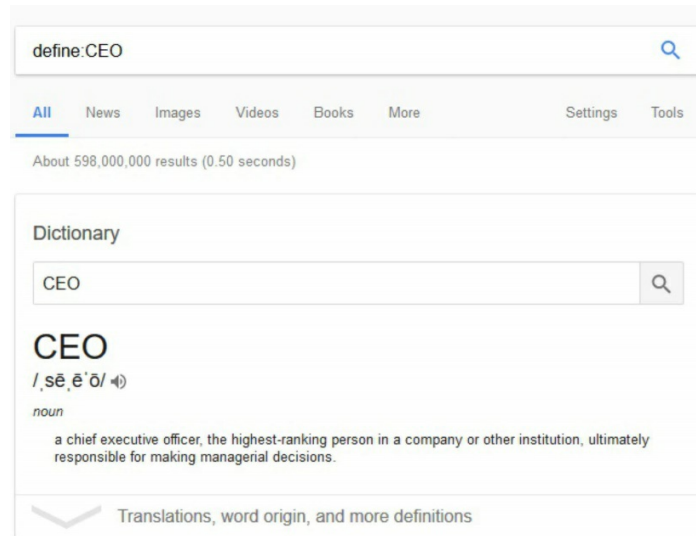 define:CEO
All News Images Videos Books More Settings Tools
About 598,000,000 results (0.50 seconds)
Dictionary
CEO
CEO
/ˌsēˌēˈō/
noun
a chief executive officer, the highest-ranking person in a company or other institution, ultimately
responsible for making managerial decisions.
Translations, word origin, and more definitions